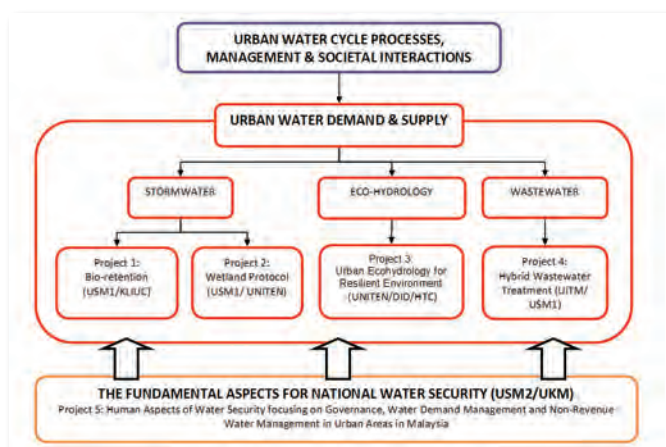 URBAN WATER CYCLE PROCESSES,
MANAGEMENT & SOCIETAL INTERACTIONS
URBAN WATER DEMAND & SUPPLY
STORMWATER
ECO-HYDROLOGY
WASTEWATER
Project 1:
Bio-retention
(USM1/KLIUC)
Project 2:
Wetland Protocol
(USM1/ UNITEN)
Project 3:
Urban Ecohydrology for
Resilient Environment
(UNITEN/DID/HTC)
Project 4:
Hybrid Wastewater
Treatment (UITM/
USM1)
THE FUNDAMENTAL ASPECTS FOR NATIONAL WATER SECURITY (USM2/UKM)
Project 5: Human Aspects of Water Security focusing on Governance, Water Demand Management and Non-Revenue
Water Management in Urban Areas in Malaysia